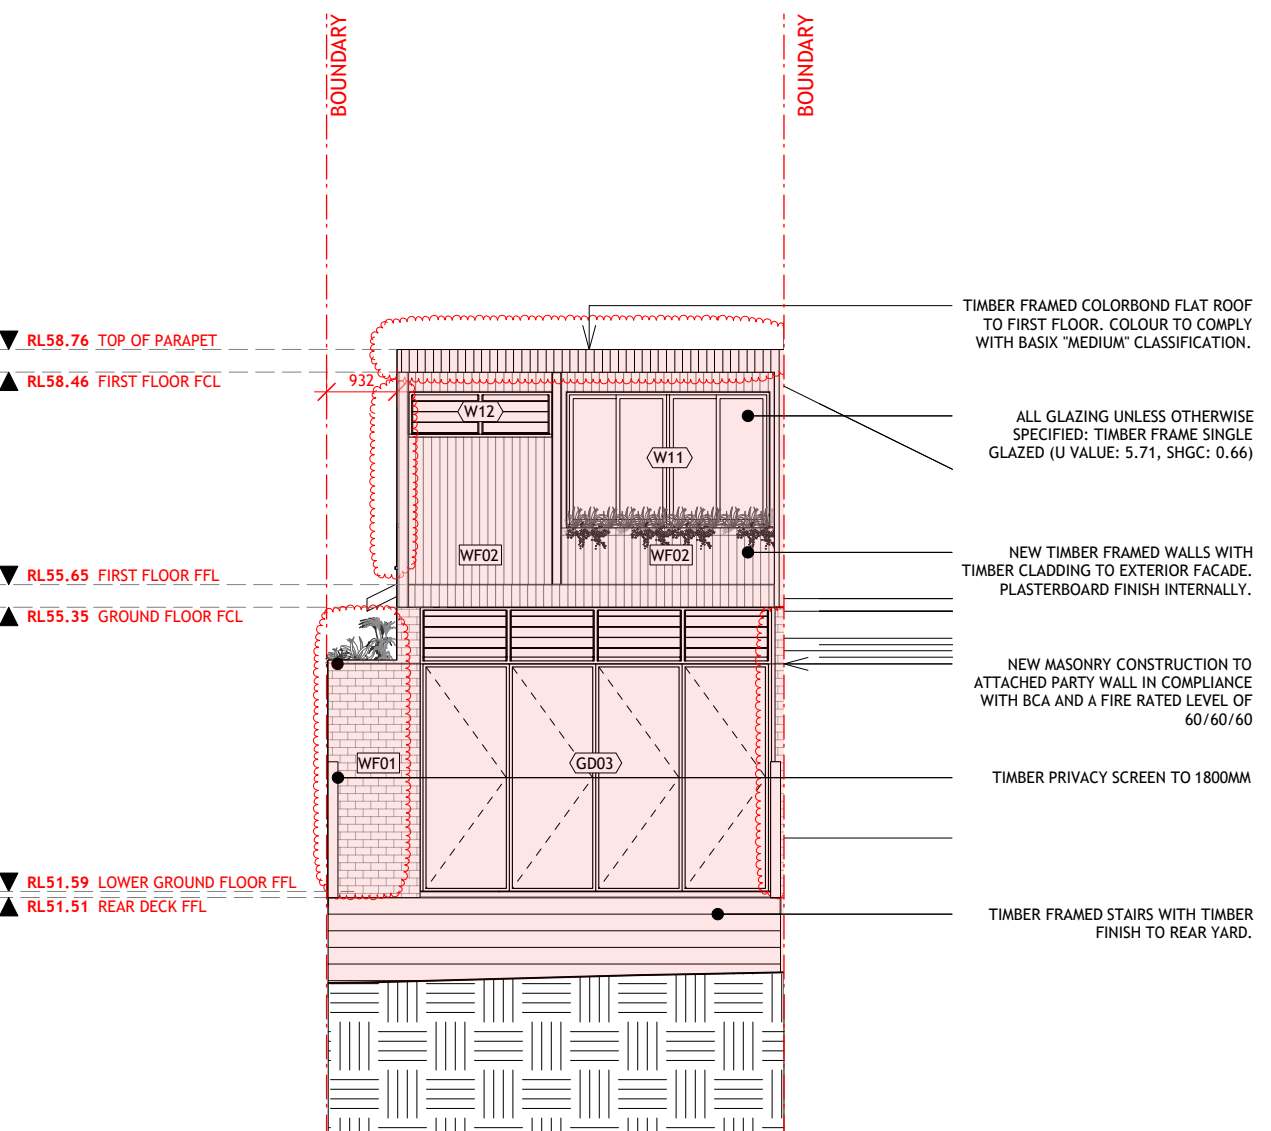 BOUNDARY
BOUNDARY
TIMBER FRAMED COLORBOND FLAT ROOF
TO FIRST FLOOR. COLOUR TO COMPLY
WITH BASIX "MEDIUM" CLASSIFICATION.
RL58.76 TOP OF PARAPET
RL58.46 FIRST FLOOR FCL
932
W12
ALL GLAZING UNLESS OTHERWISE
SPECIFIED: TIMBER FRAME SINGLE
GLAZED (U VALUE: 5.71, SHGC: 0.66)
W11
WF02
WF02
NEW TIMBER FRAMED WALLS WITH
TIMBER CLADDING TO EXTERIOR FACADE.
PLASTERBOARD FINISH INTERNALLY.
RL55.65 FIRST FLOOR FFL
RL55.35 GROUND FLOOR FCL
NEW MASONRY CONSTRUCTION TO
ATTACHED PARTY WALL IN COMPLIANCE
WITH BCA AND A FIRE RATED LEVEL OF
60/60/60
WF01
GD03
TIMBER PRIVACY SCREEN TO 1800MM
RL51.59 LOWER GROUND FLOOR FFL
RL51.51 REAR DECK FFL
TIMBER FRAMED STAIRS WITH TIMBER
FINISH TO REAR YARD.